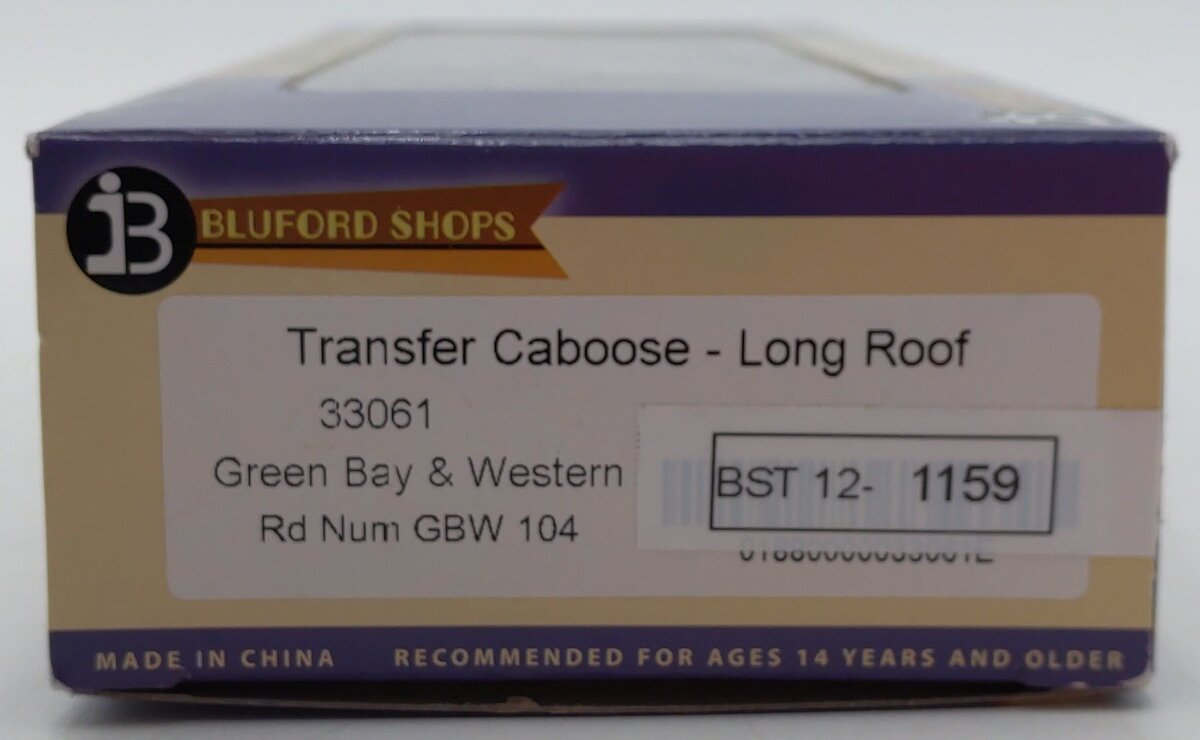 BLUFORD SHOPS
Transfer Caboose - Long Roof
33061
Green Bay & Western
Rd Num GBW 104
BST 12- 1159
MADE IN CHINA RECOMMENDED FOR AGES 14 YEARS AND OLDER